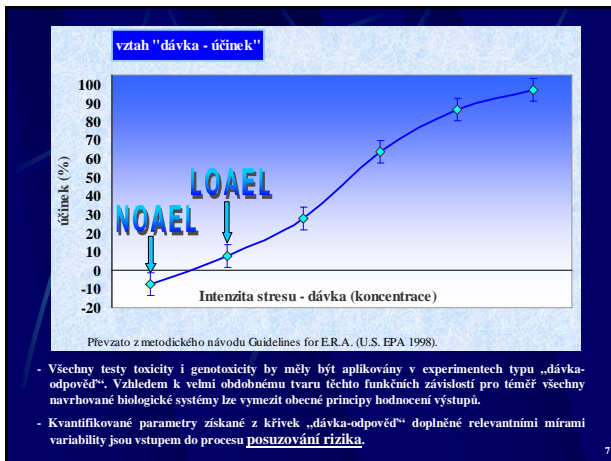 vztah "dávka - účinek"
100
90
80
70
60
50
40
30
20
10
0
-10
-20
účinek (%)
LOAEL
NOAEL
Intenzita stresu - dávka (koncentrace)
Převzato z metodického návodu Guidelines for E.R.A. (U.S. EPA 1998).
- Všechny testy toxicity i genotoxicity by měly být aplikovány v experimentech typu „dávka-
odpověď“. Vzhledem k velmi obdobnému tvaru těchto funkčních závislostí pro téměř všechny
navrhované biologické systémy lze vymezit obecné principy hodnocení výstupů.
- Kvantifikované parametry získané z křivek „dávka-odpověď“ doplněné relevantními mírami
variability jsou vstupem do procesu posuzování rizika.
7